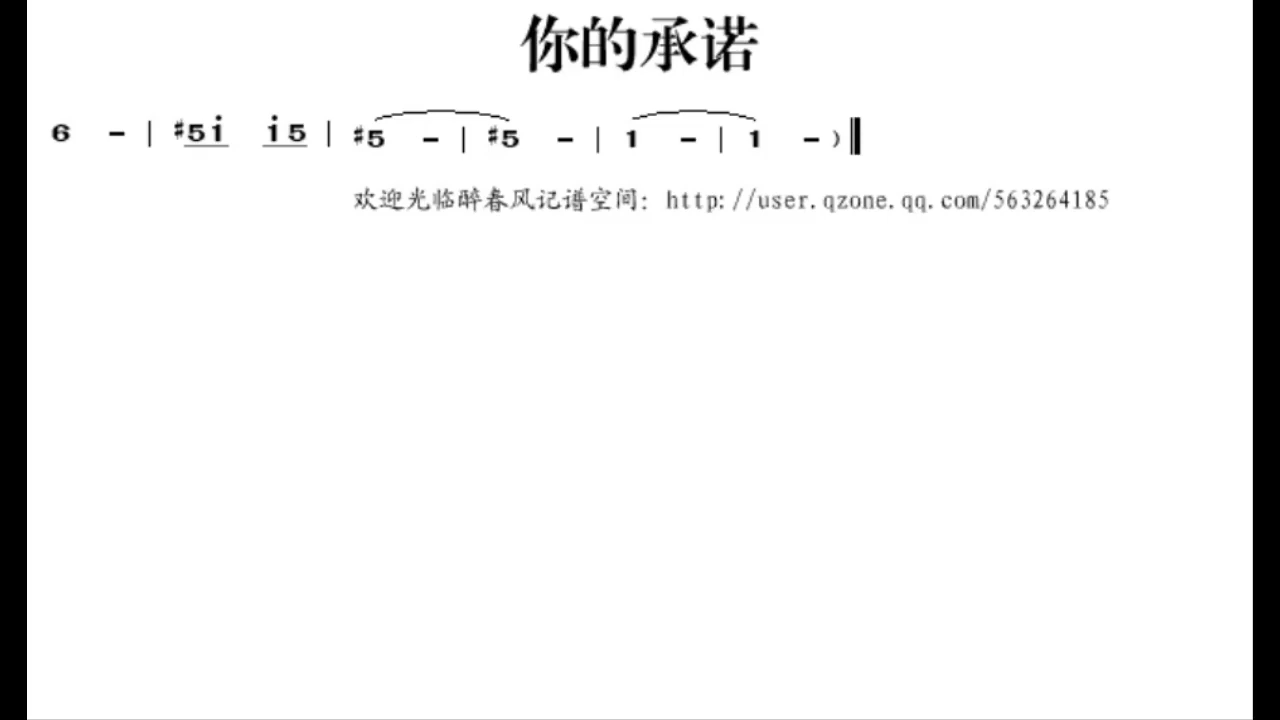 你的承诺
6 - | #5i̇ i̇5 | #5 - | #5 - | 1 - | 1 - ) ‖
欢迎光临醉春风记谱空间: http://user.qzone.qq.com/563264185